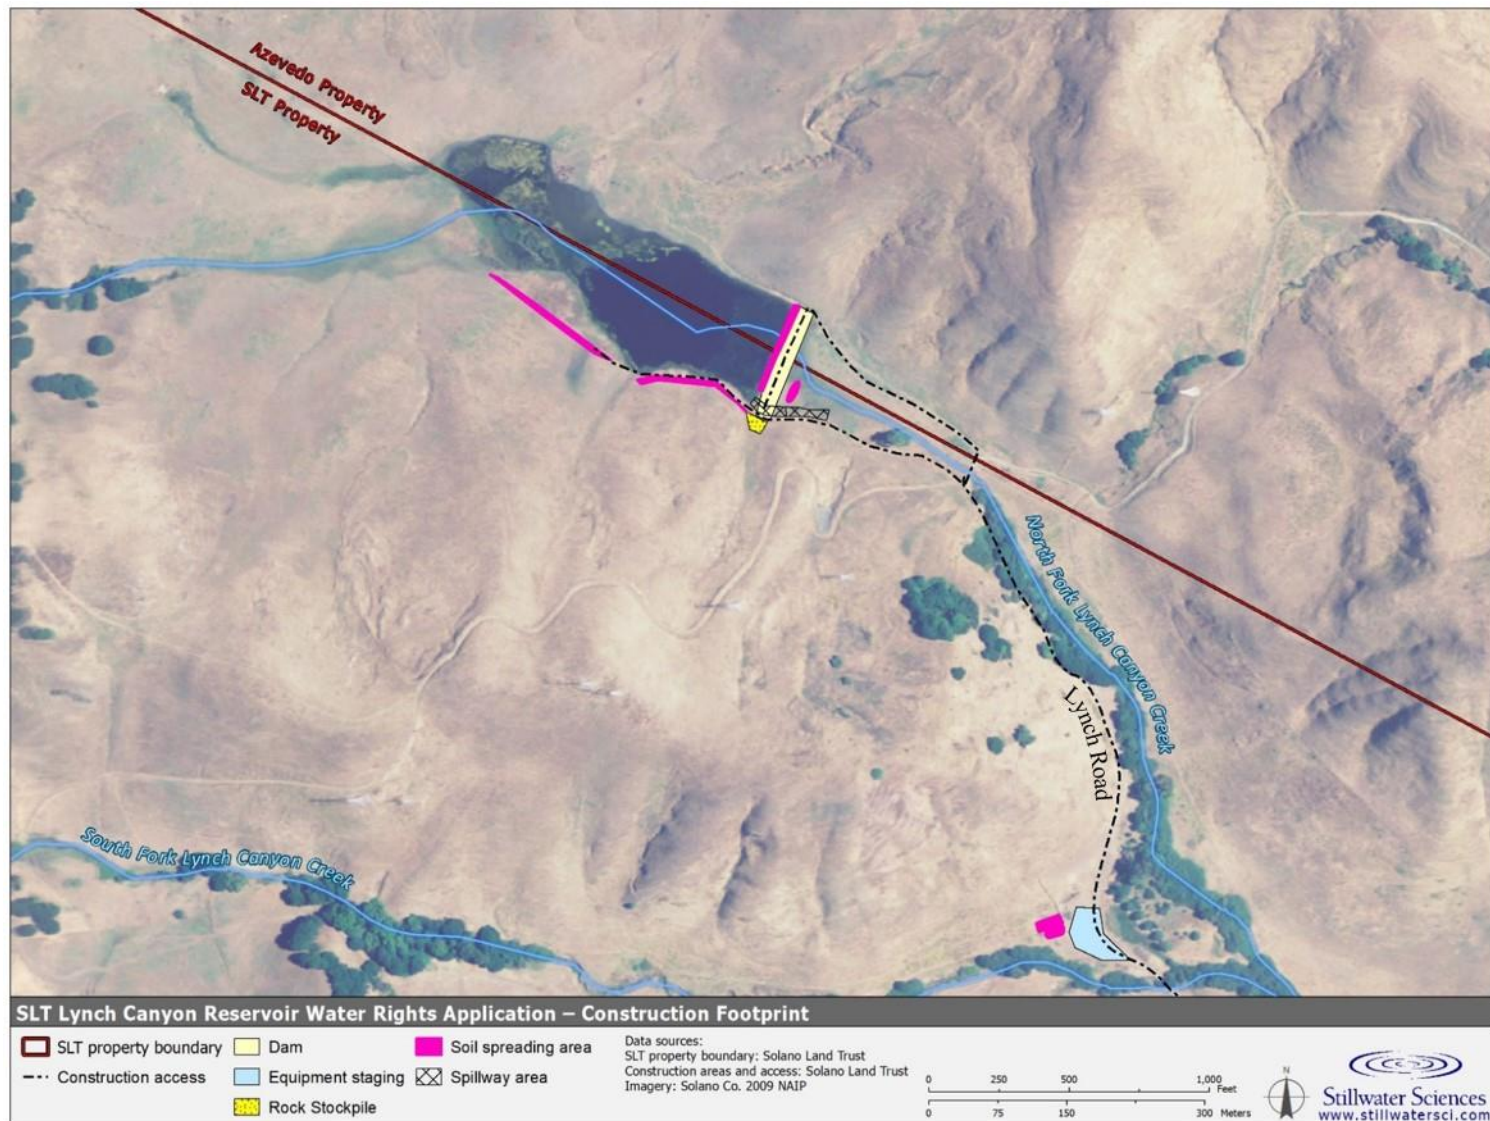 Azevedo Property
SLT Property
North Fork Lynch Canyon Creek
Lynch Road
South Fork Lynch Canyon Creek
SLT Lynch Canyon Reservoir Water Rights Application – Construction Footprint
SLT property boundary
Construction access
Dam
Equipment staging
Rock Stockpile
Soil spreading area
Spillway area
Data sources:
SLT property boundary: Solano Land Trust
Construction areas and access: Solano Land Trust
Imagery: Solano Co. 2009 NAIP
0 250 500 1,000
Feet
0 75 150 300 Meters
N
Stillwater Sciences
www.stillwatersci.com